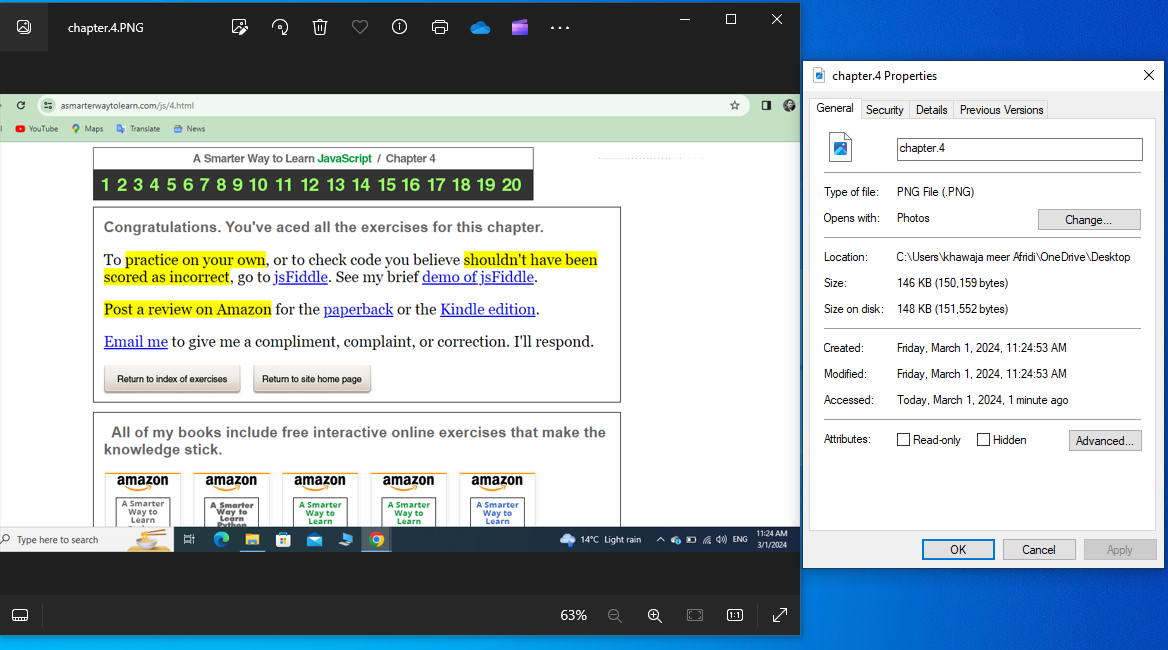 chapter.4.PNG
asmarterwaytolearn.com/js/4.html
YouTube Maps Translate News
A Smarter Way to Learn JavaScript / Chapter 4
1 2 3 4 5 6 7 8 9 10 11 12 13 14 15 16 17 18 19 20
Congratulations. You've aced all the exercises for this chapter.
To practice on your own, or to check code you believe shouldn't have been
scored as incorrect, go to jsFiddle. See my brief demo of jsFiddle.
Post a review on Amazon for the paperback or the Kindle edition.
Email me to give me a compliment, complaint, or correction. I'll respond.
Return to index of exercises Return to site home page
All of my books include free interactive online exercises that make the
knowledge stick.
amazon amazon amazon amazon amazon
A Smarter A Smarter A Smarter A Smarter A Smarter
Way to Way to Way to Way to Way to
Learn Learn Learn Learn Learn
Python
Type here to search
14°C Light rain
ENG
11:24 AM
3/1/2024
63%
1:1
chapter.4 Properties
General Security Details Previous Versions
chapter.4
Type of file: PNG File (.PNG)
Opens with: Photos Change...
Location: C:\Users\khawaja meer Afridi\OneDrive\Desktop
Size: 146 KB (150,159 bytes)
Size on disk: 148 KB (151,552 bytes)
Created: Friday, March 1, 2024, 11:24:53 AM
Modified: Friday, March 1, 2024, 11:24:53 AM
Accessed: Today, March 1, 2024, 1 minute ago
Attributes: Read-only Hidden Advanced...
OK Cancel Apply